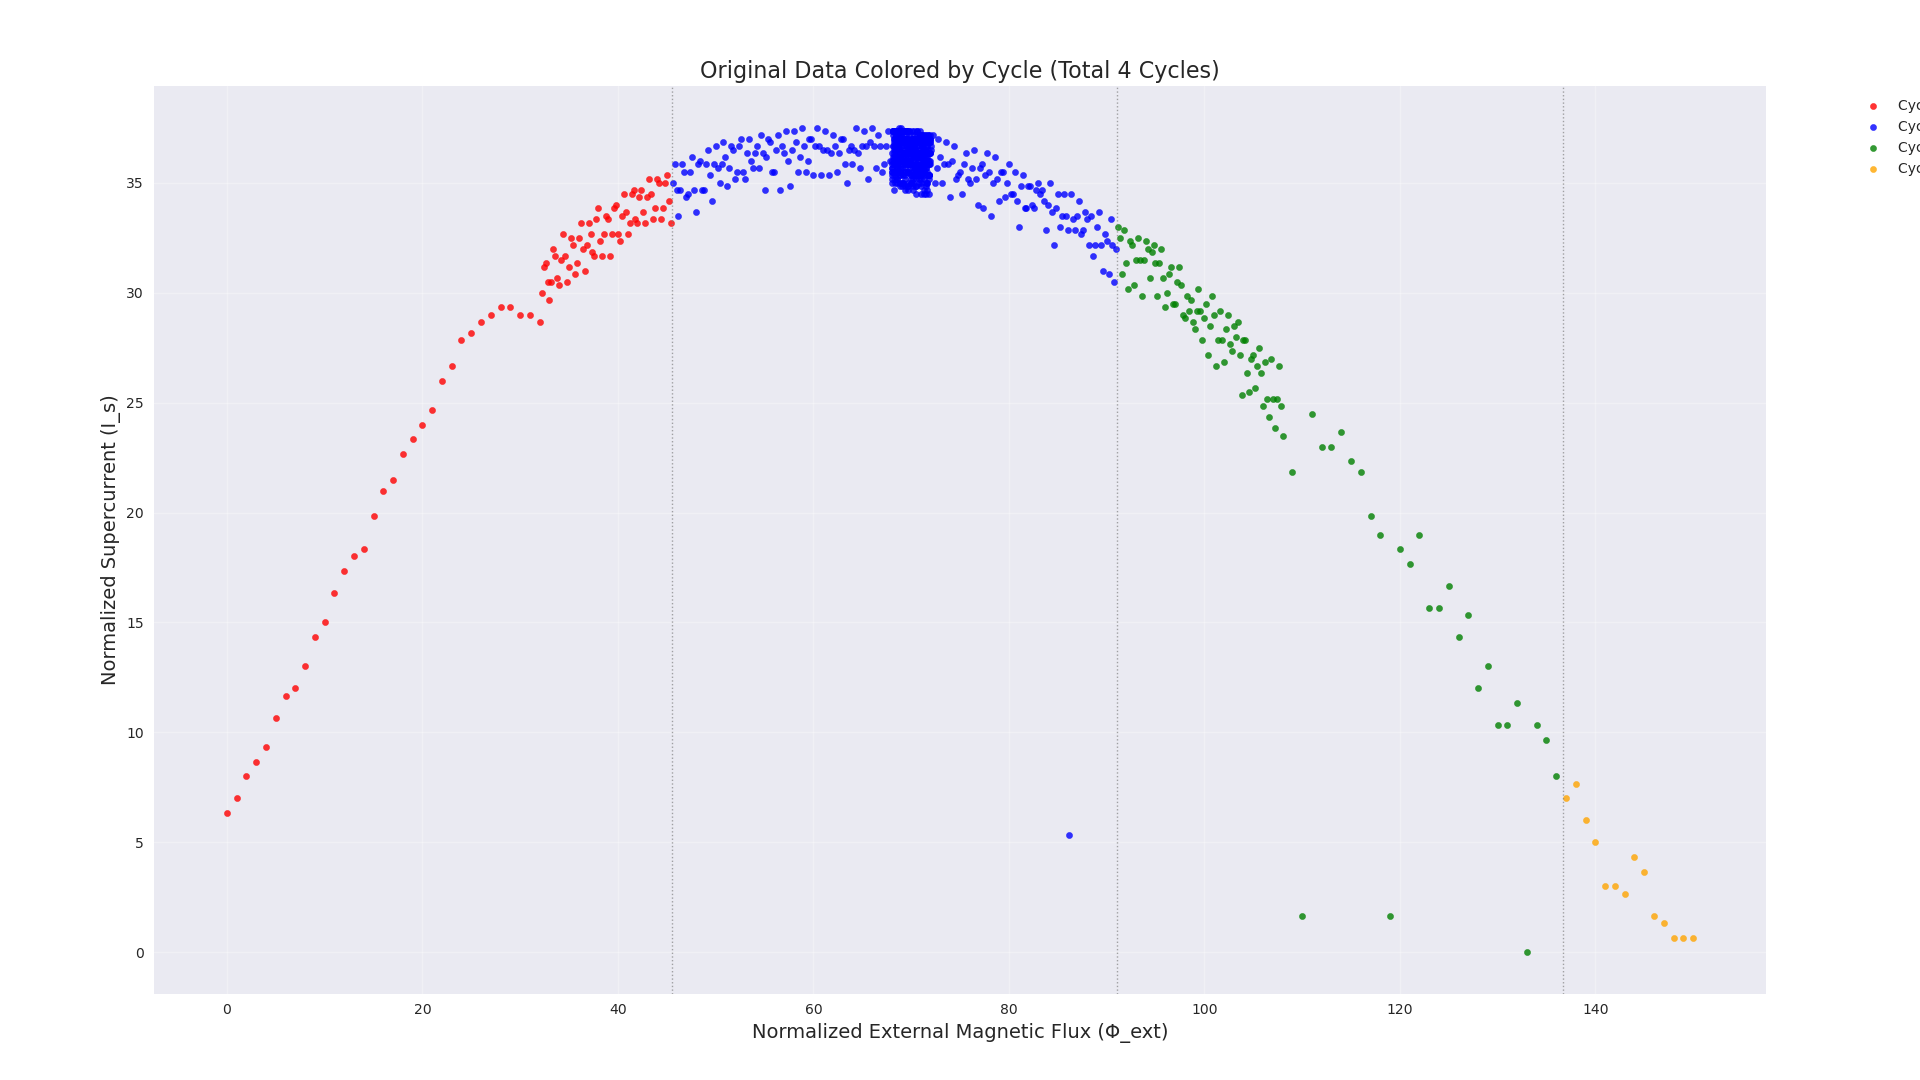 Original Data Colored by Cycle (Total 4 Cycles)
Cyc
Cyc
Cyc
Cyc
Normalized Supercurrent (I_s)
35
30
25
20
15
10
5
0
0 20 40 60 80 100 120 140
Normalized External Magnetic Flux (Φ_ext)